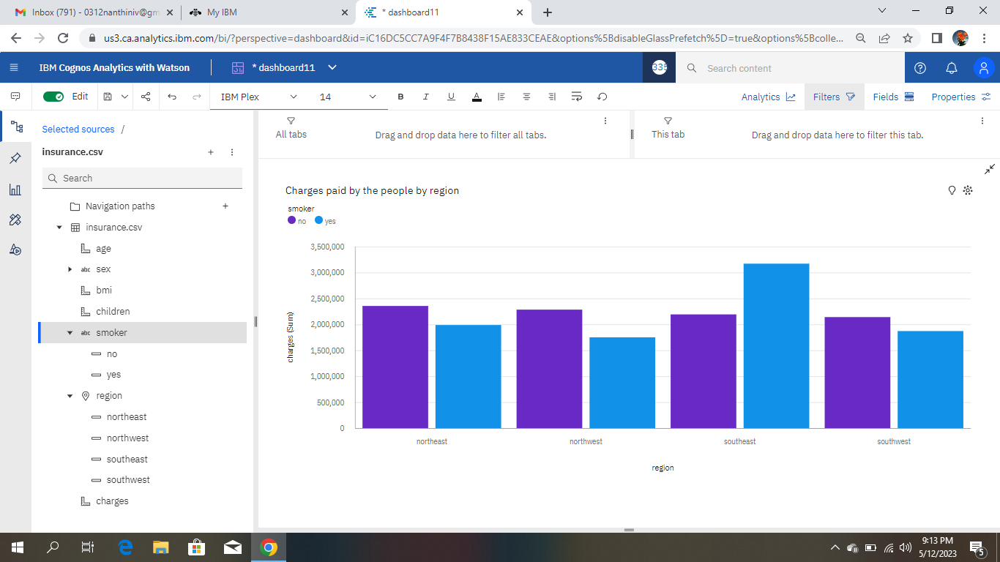 Inbox (791) - 0312nanthiniv@gm
My IBM
* dashboard11
us3.ca.analytics.ibm.com/bi/?perspective=dashboard&id=iC16DC5CC7A9F4F7B8438F15AE833CEAE&options%5BdisableGlassPrefetch%5D=true&options%5Bcolle...
IBM Cognos Analytics with Watson
* dashboard11
Search content
Edit
IBM Plex
14
B
I
U
A
Analytics
Filters
Fields
Properties
Selected sources /
All tabs
Drag and drop data here to filter all tabs.
This tab
Drag and drop data here to filter this tab.
insurance.csv
Search
Navigation paths
insurance.csv
age
abc sex
bmi
children
abc smoker
no
yes
region
northeast
northwest
southeast
southwest
charges
Charges paid by the people by region
smoker
no yes
3,500,000
3,000,000
2,500,000
2,000,000
1,500,000
1,000,000
500,000
0
charges (Sum)
northeast northwest southeast southwest
region
9:13 PM
5/12/2023
5